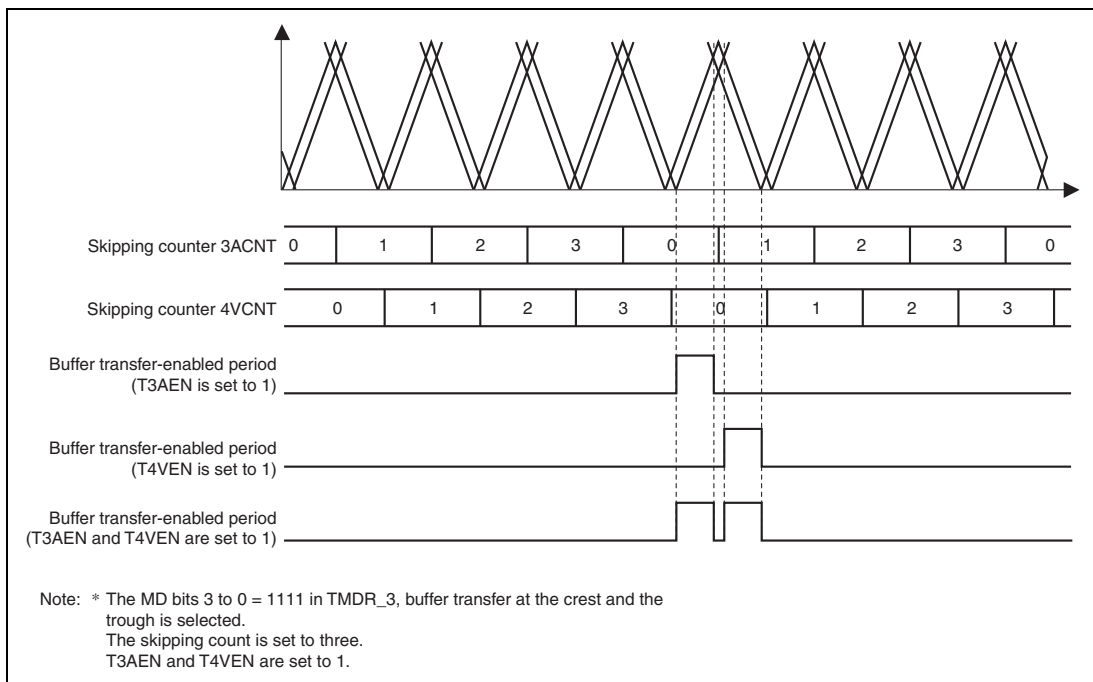 Skipping counter 3ACNT 0 1 2 3 0 1 2 3 0
Skipping counter 4VCNT 0 1 2 3 0 1 2 3
Buffer transfer-enabled period
(T3AEN is set to 1)
Buffer transfer-enabled period
(T4VEN is set to 1)
Buffer transfer-enabled period
(T3AEN and T4VEN are set to 1)
Note: * The MD bits 3 to 0 = 1111 in TMDR_3, buffer transfer at the crest and the
trough is selected.
The skipping count is set to three.
T3AEN and T4VEN are set to 1.